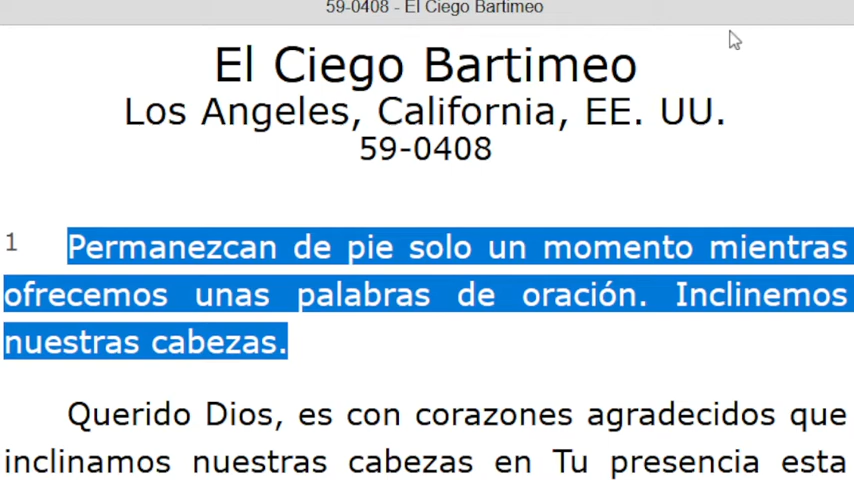 59-0408 - El Ciego Bartimeo
El Ciego Bartimeo
Los Angeles, California, EE. UU.
59-0408
1 Permanezcan de pie solo un momento mientras
ofrecemos unas palabras de oración. Inclinemos
nuestras cabezas.
Querido Dios, es con corazones agradecidos que
inclinamos nuestras cabezas en Tu presencia esta